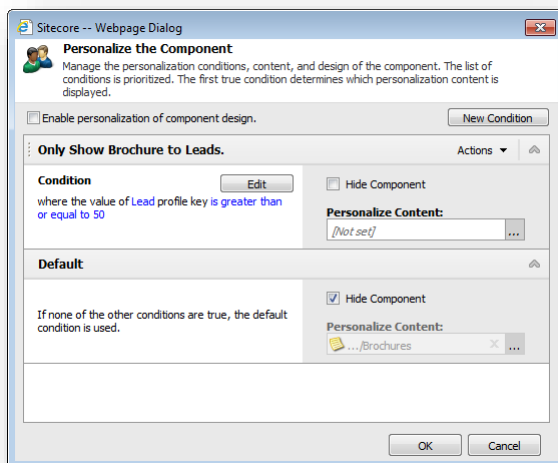 Sitecore -- Webpage Dialog
Personalize the Component
Manage the personalization conditions, content, and design of the component. The list of
conditions is prioritized. The first true condition determines which personalization content is
displayed.
Enable personalization of component design.
New Condition
Only Show Brochure to Leads.
Actions
Condition
Edit
where the value of Lead profile key is greater than
or equal to 50
Hide Component
Personalize Content:
[Not set]
...
Default
If none of the other conditions are true, the default
condition is used.
Hide Component
Personalize Content:
.../Brochures
...
OK
Cancel